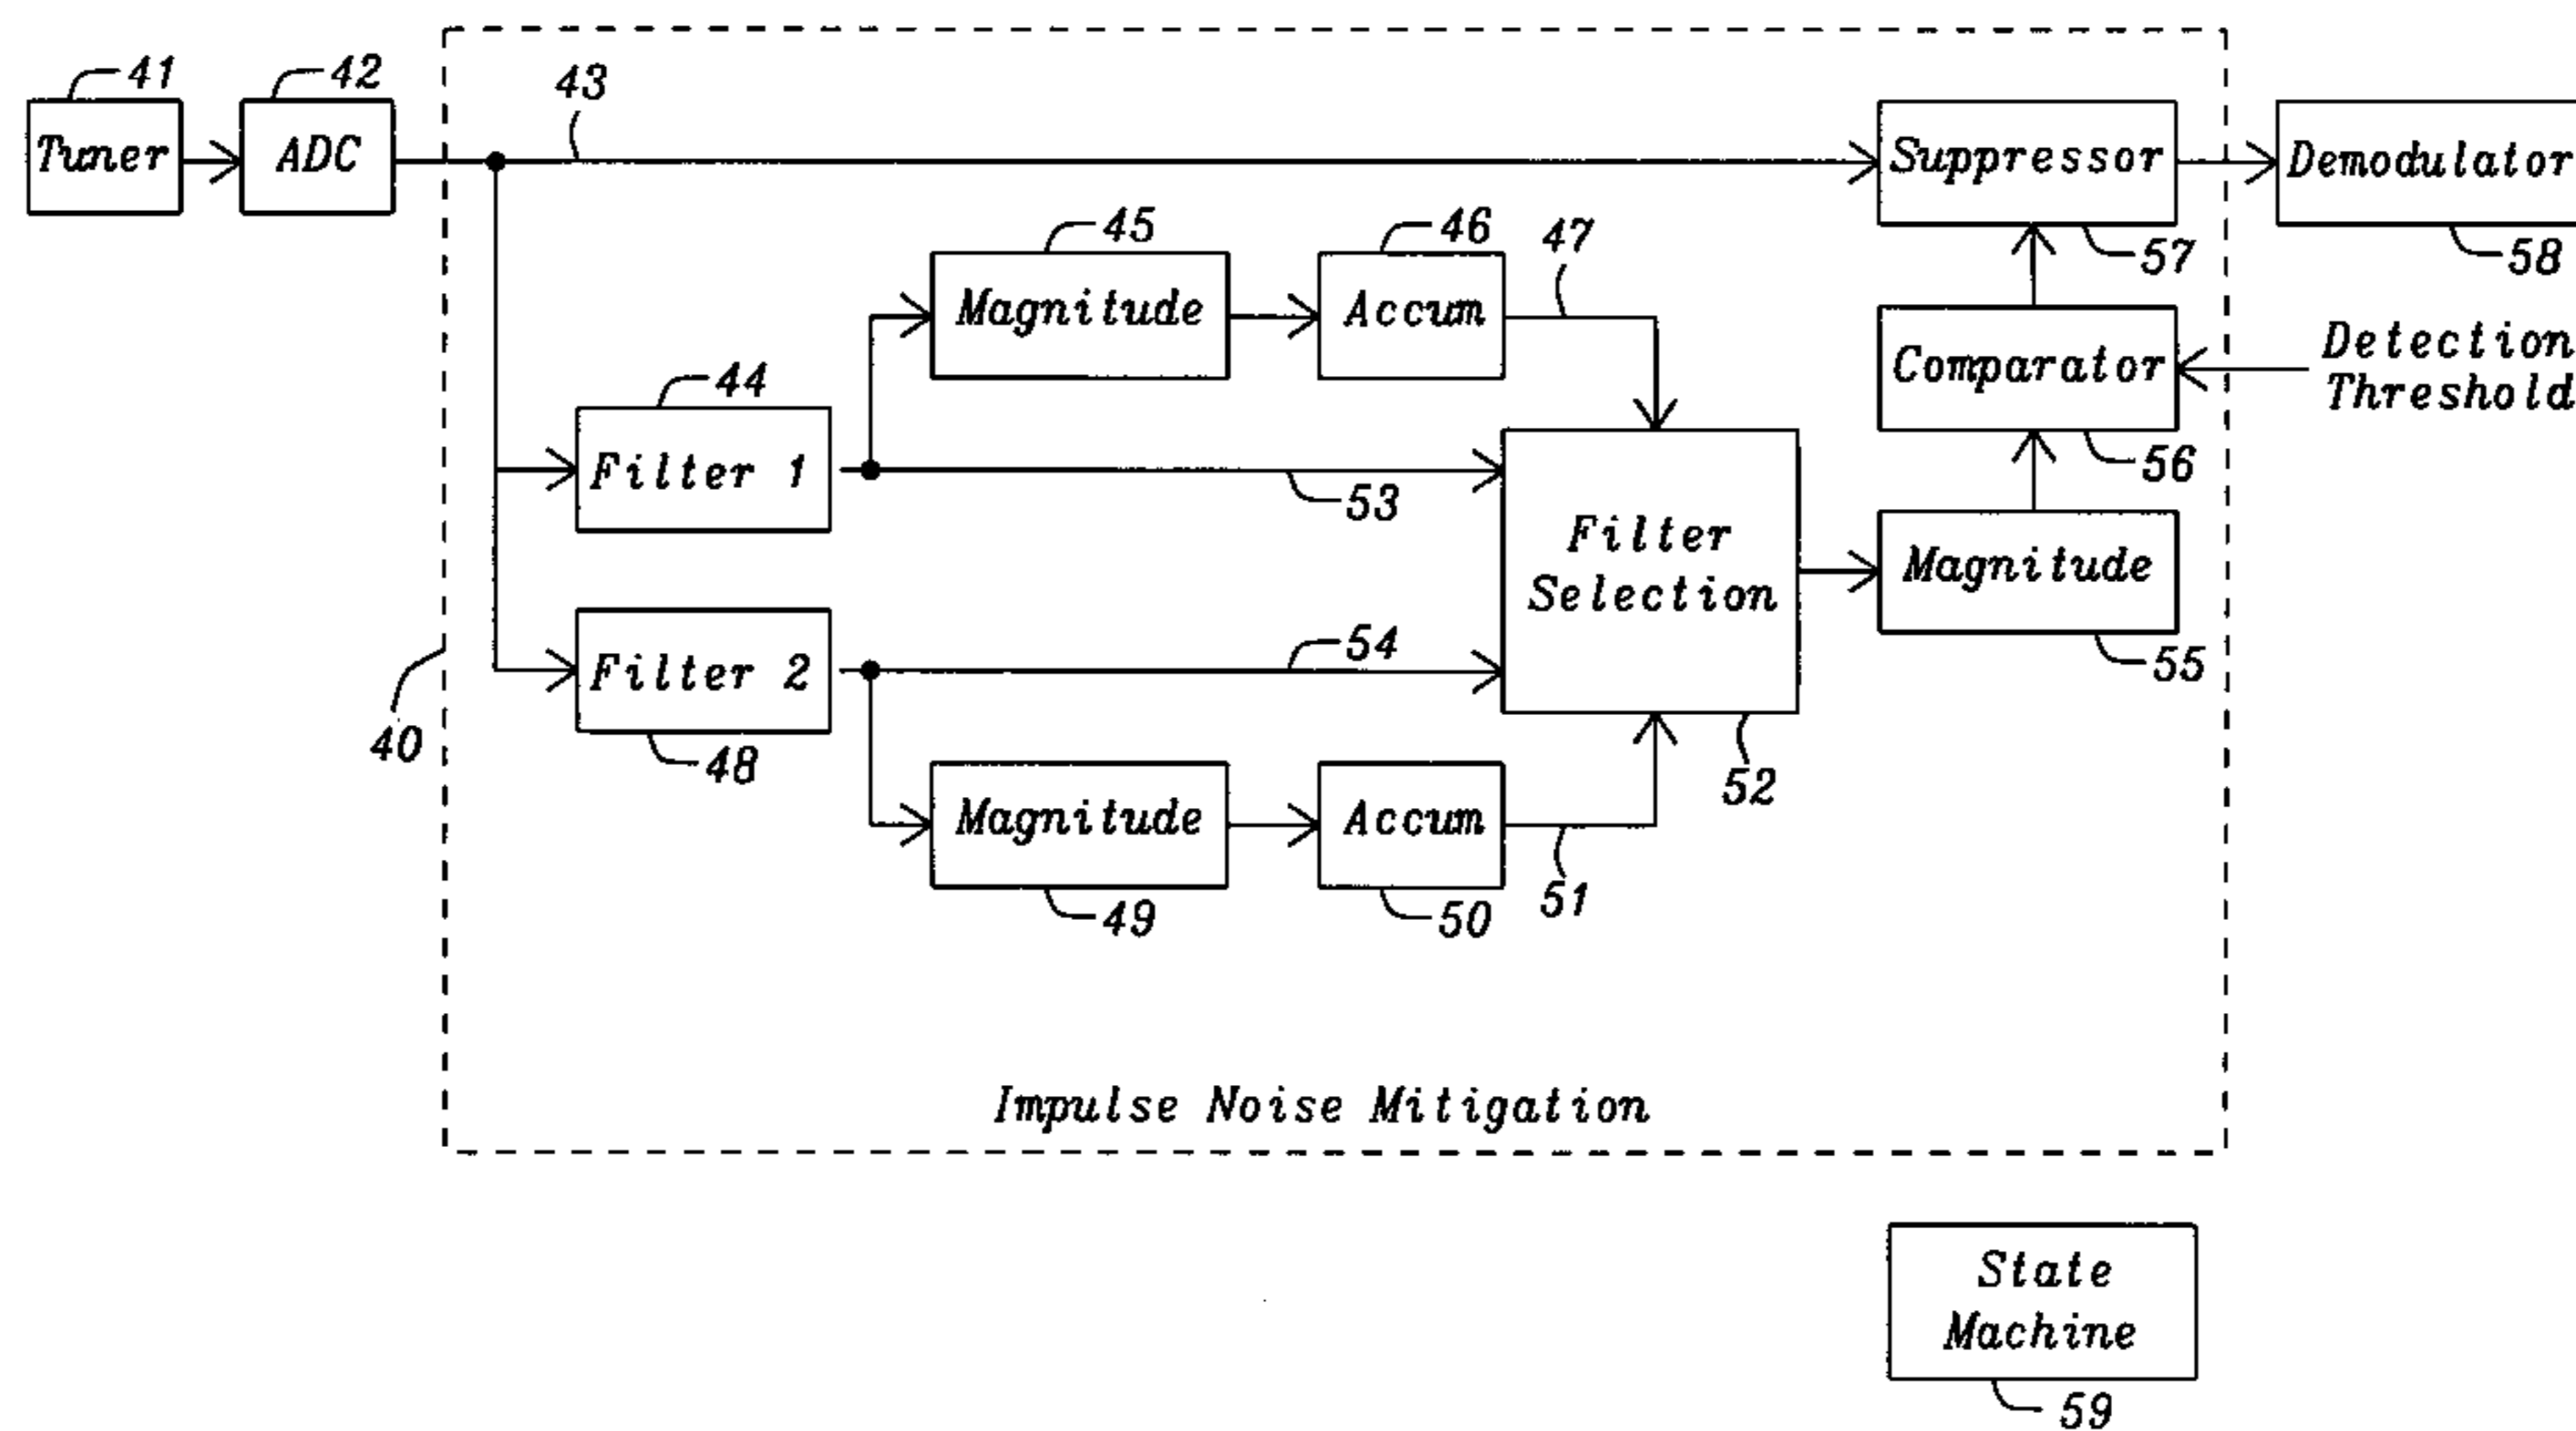 41
42
43
Tuner
ADC
Suppressor
Demodulator
45
46
47
57
58
Magnitude
Accum
Comparator
Detection
Threshold
44
Filter 1
53
56
Filter
Selection
Magnitude
54
55
Filter 2
40
48
52
Magnitude
Accum
51
49
50
Impulse Noise Mitigation
State
Machine
59